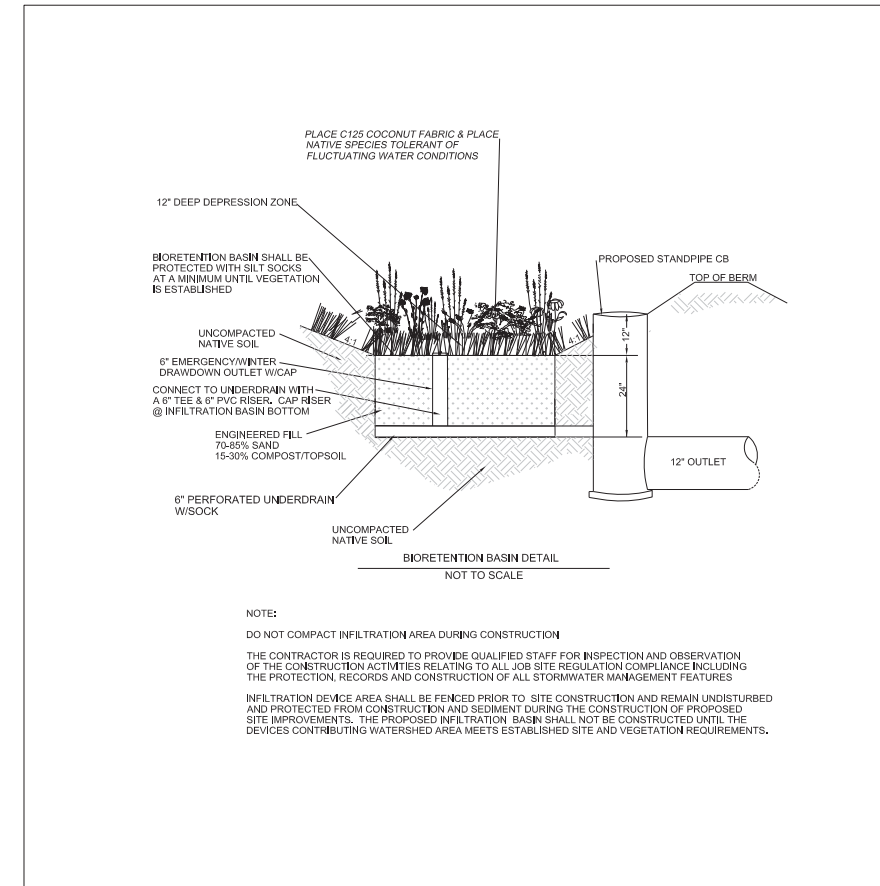 PLACE C125 COCONUT FABRIC & PLACE
NATIVE SPECIES TOLERANT OF
FLUCTUATING WATER CONDITIONS
12" DEEP DEPRESSION ZONE
BIORETENTION BASIN SHALL BE
PROTECTED WITH SILT SOCKS
AT A MINIMUM UNTIL VEGETATION
IS ESTABLISHED
PROPOSED STANDPIPE CB
TOP OF BERM
UNCOMPACTED
NATIVE SOIL
4:1
4:1
12"
6" EMERGENCY/WINTER
DRAWDOWN OUTLET W/CAP
CONNECT TO UNDERDRAIN WITH
A 6" TEE & 6" PVC RISER. CAP RISER
@ INFILTRATION BASIN BOTTOM
24"
ENGINEERED FILL
70-85% SAND
15-30% COMPOST/TOPSOIL
12" OUTLET
6" PERFORATED UNDERDRAIN
W/SOCK
UNCOMPACTED
NATIVE SOIL
BIORETENTION BASIN DETAIL
NOT TO SCALE
NOTE:
DO NOT COMPACT INFILTRATION AREA DURING CONSTRUCTION
THE CONTRACTOR IS REQUIRED TO PROVIDE QUALIFIED STAFF FOR INSPECTION AND OBSERVATION
OF THE CONSTRUCTION ACTIVITIES RELATING TO ALL JOB SITE REGULATION COMPLIANCE INCLUDING
THE PROTECTION, RECORDS AND CONSTRUCTION OF ALL STORMWATER MANAGEMENT FEATURES
INFILTRATION DEVICE AREA SHALL BE FENCED PRIOR TO SITE CONSTRUCTION AND REMAIN UNDISTURBED
AND PROTECTED FROM CONSTRUCTION AND SEDIMENT DURING THE CONSTRUCTION OF PROPOSED
SITE IMPROVEMENTS. THE PROPOSED INFILTRATION BASIN SHALL NOT BE CONSTRUCTED UNTIL THE
DEVICES CONTRIBUTING WATERSHED AREA MEETS ESTABLISHED SITE AND VEGETATION REQUIREMENTS.